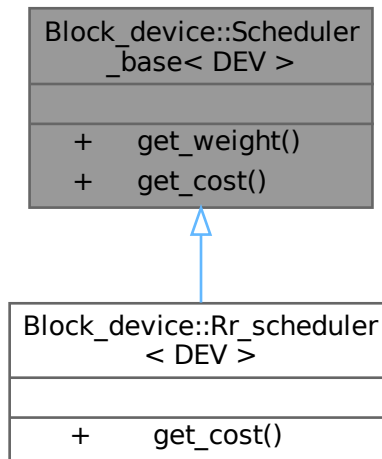 Block_device::Scheduler
_base< DEV >
+ get_weight()
+ get_cost()
Block_device::Rr_scheduler
< DEV >
+ get_cost()